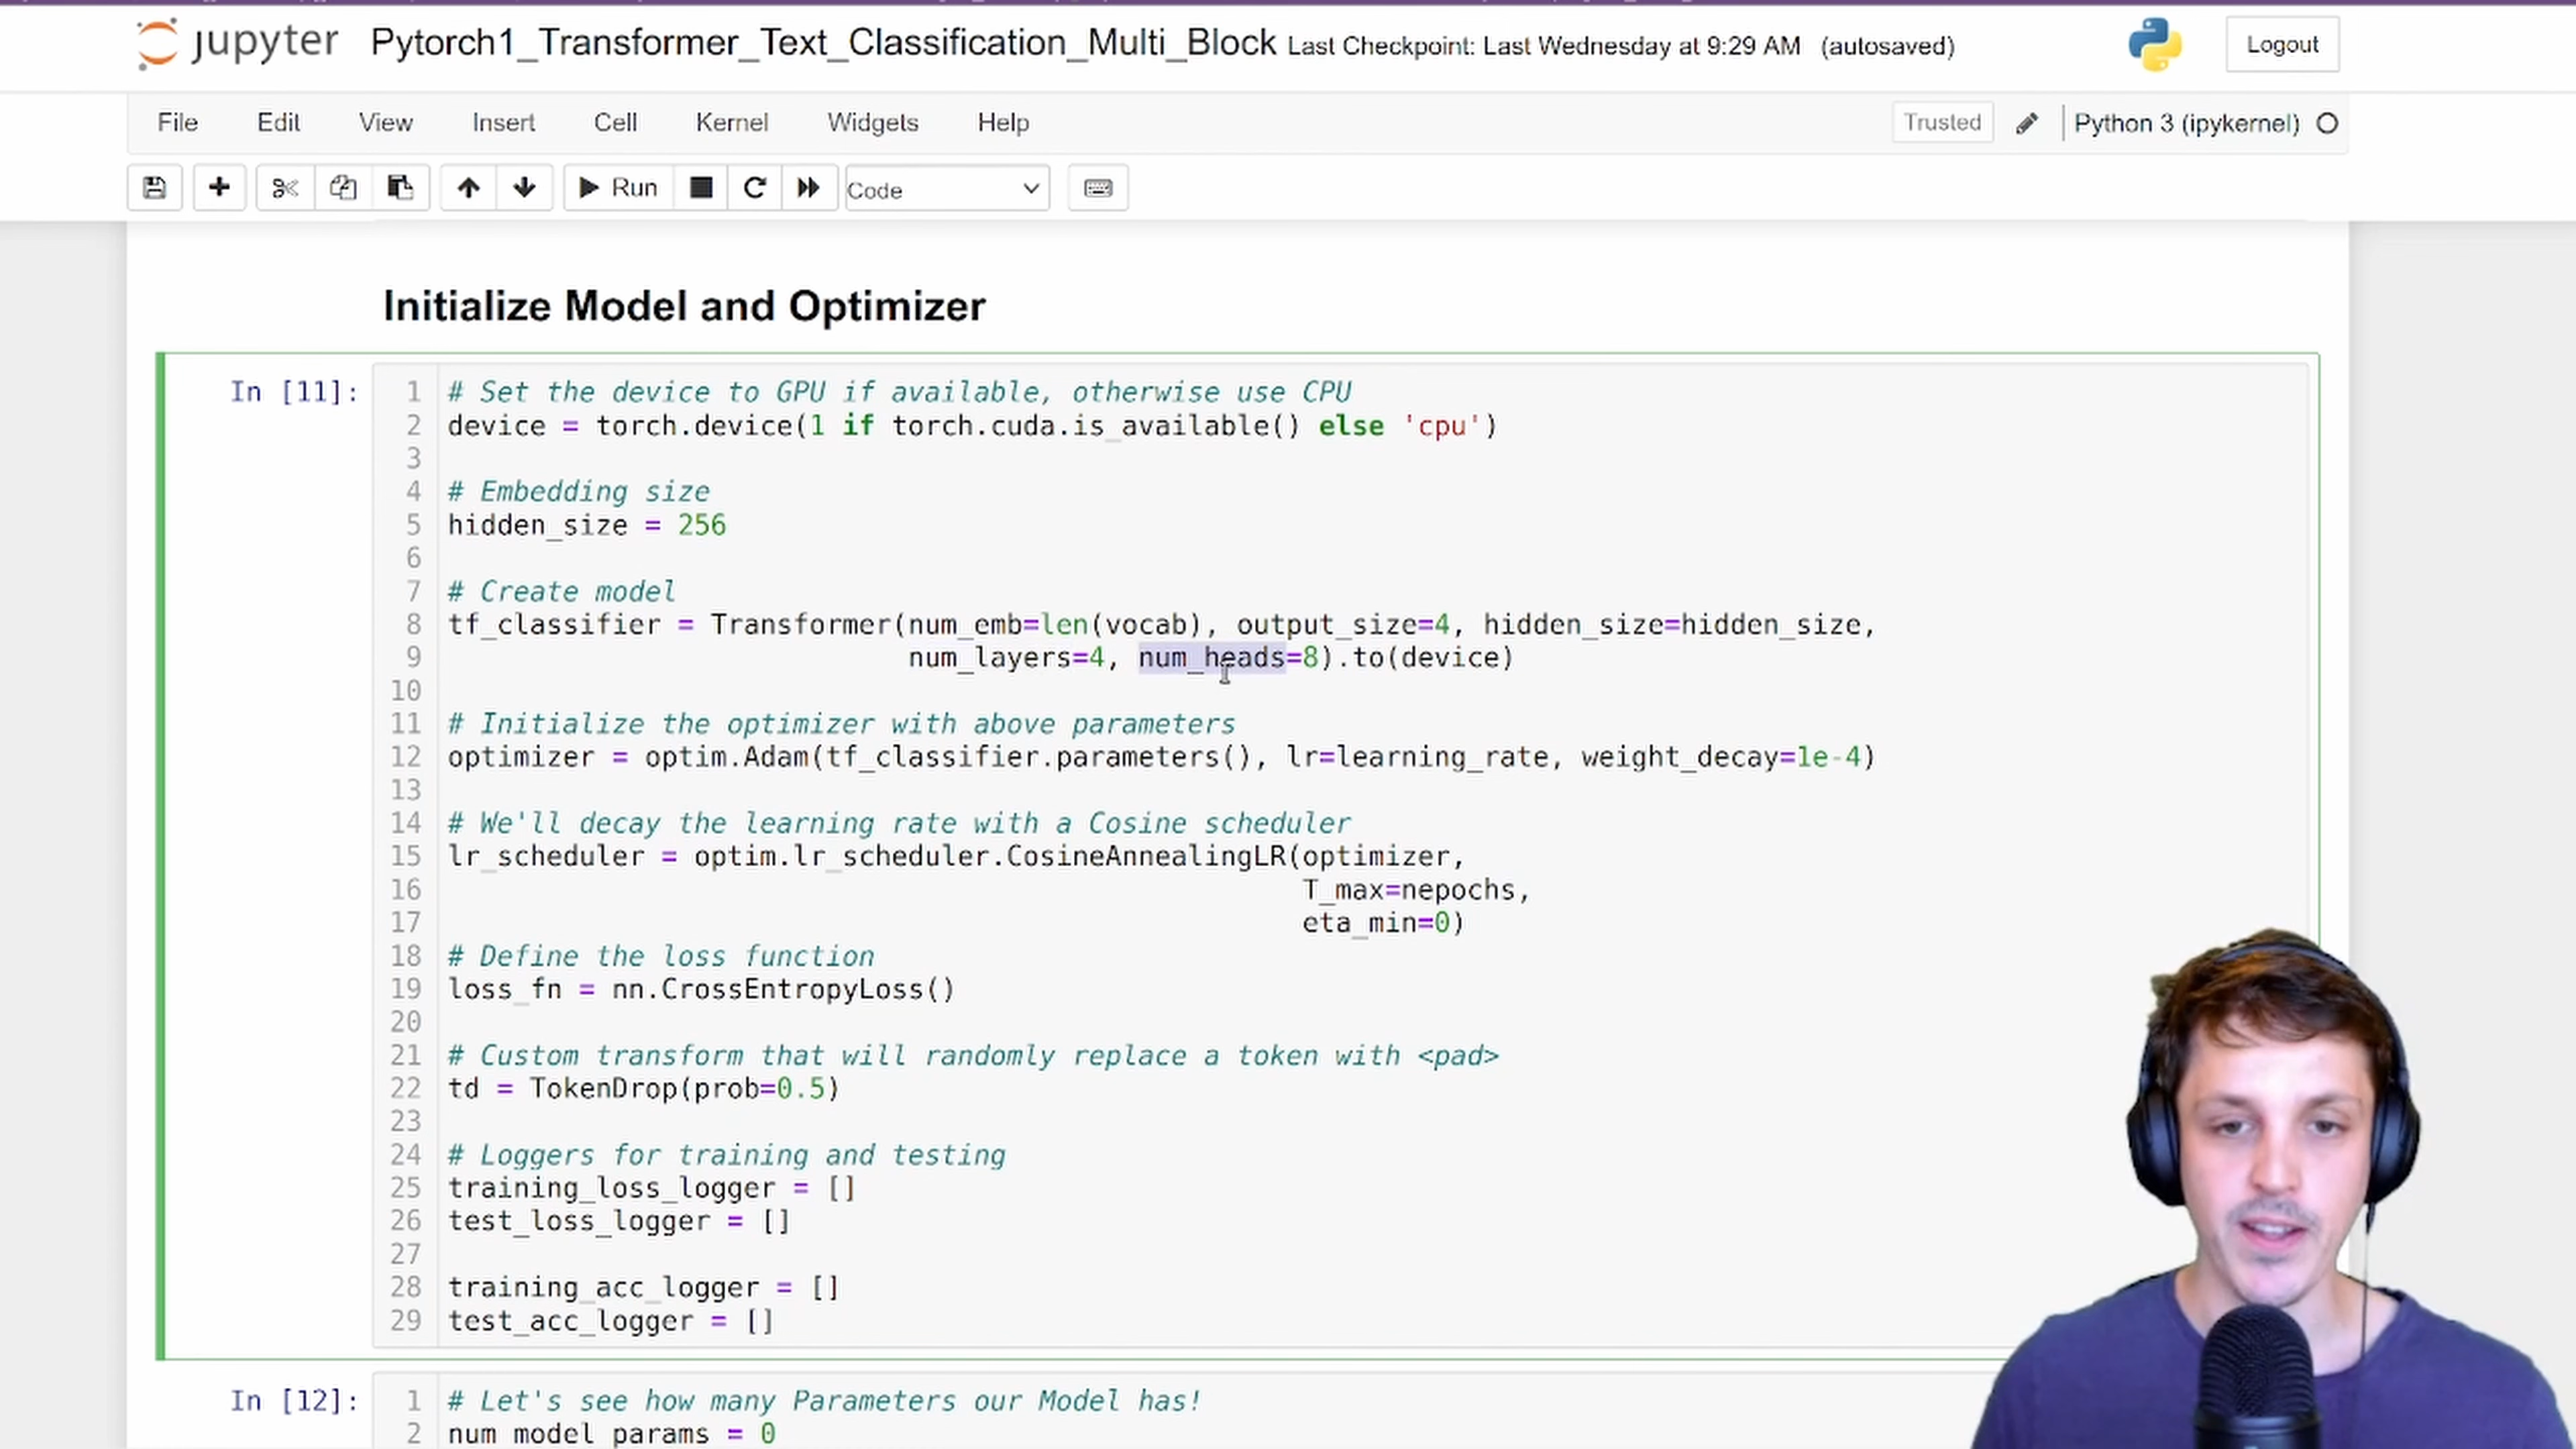 jupyter Pytorch1_Transformer_Text_Classification_Multi_Block Last Checkpoint: Last Wednesday at 9:29 AM (autosaved) Logout
File Edit View Insert Cell Kernel Widgets Help Trusted Python 3 (ipykernel)
Run Code
Initialize Model and Optimizer
In [11]:
1 # Set the device to GPU if available, otherwise use CPU
2 device = torch.device(1 if torch.cuda.is_available() else 'cpu')
3
4 # Embedding size
5 hidden_size = 256
6
7 # Create model
8 tf_classifier = Transformer(num_emb=len(vocab), output_size=4, hidden_size=hidden_size,
9 num_layers=4, num_heads=8).to(device)
10
11 # Initialize the optimizer with above parameters
12 optimizer = optim.Adam(tf_classifier.parameters(), lr=learning_rate, weight_decay=1e-4)
13
14 # We'll decay the learning rate with a Cosine scheduler
15 lr_scheduler = optim.lr_scheduler.CosineAnnealingLR(optimizer,
16 T_max=nepochs,
17 eta_min=0)
18 # Define the loss function
19 loss_fn = nn.CrossEntropyLoss()
20
21 # Custom transform that will randomly replace a token with <pad>
22 td = TokenDrop(prob=0.5)
23
24 # Loggers for training and testing
25 training_loss_logger = []
26 test_loss_logger = []
27
28 training_acc_logger = []
29 test_acc_logger = []
In [12]:
1 # Let's see how many Parameters our Model has!
2 num_model_params = 0